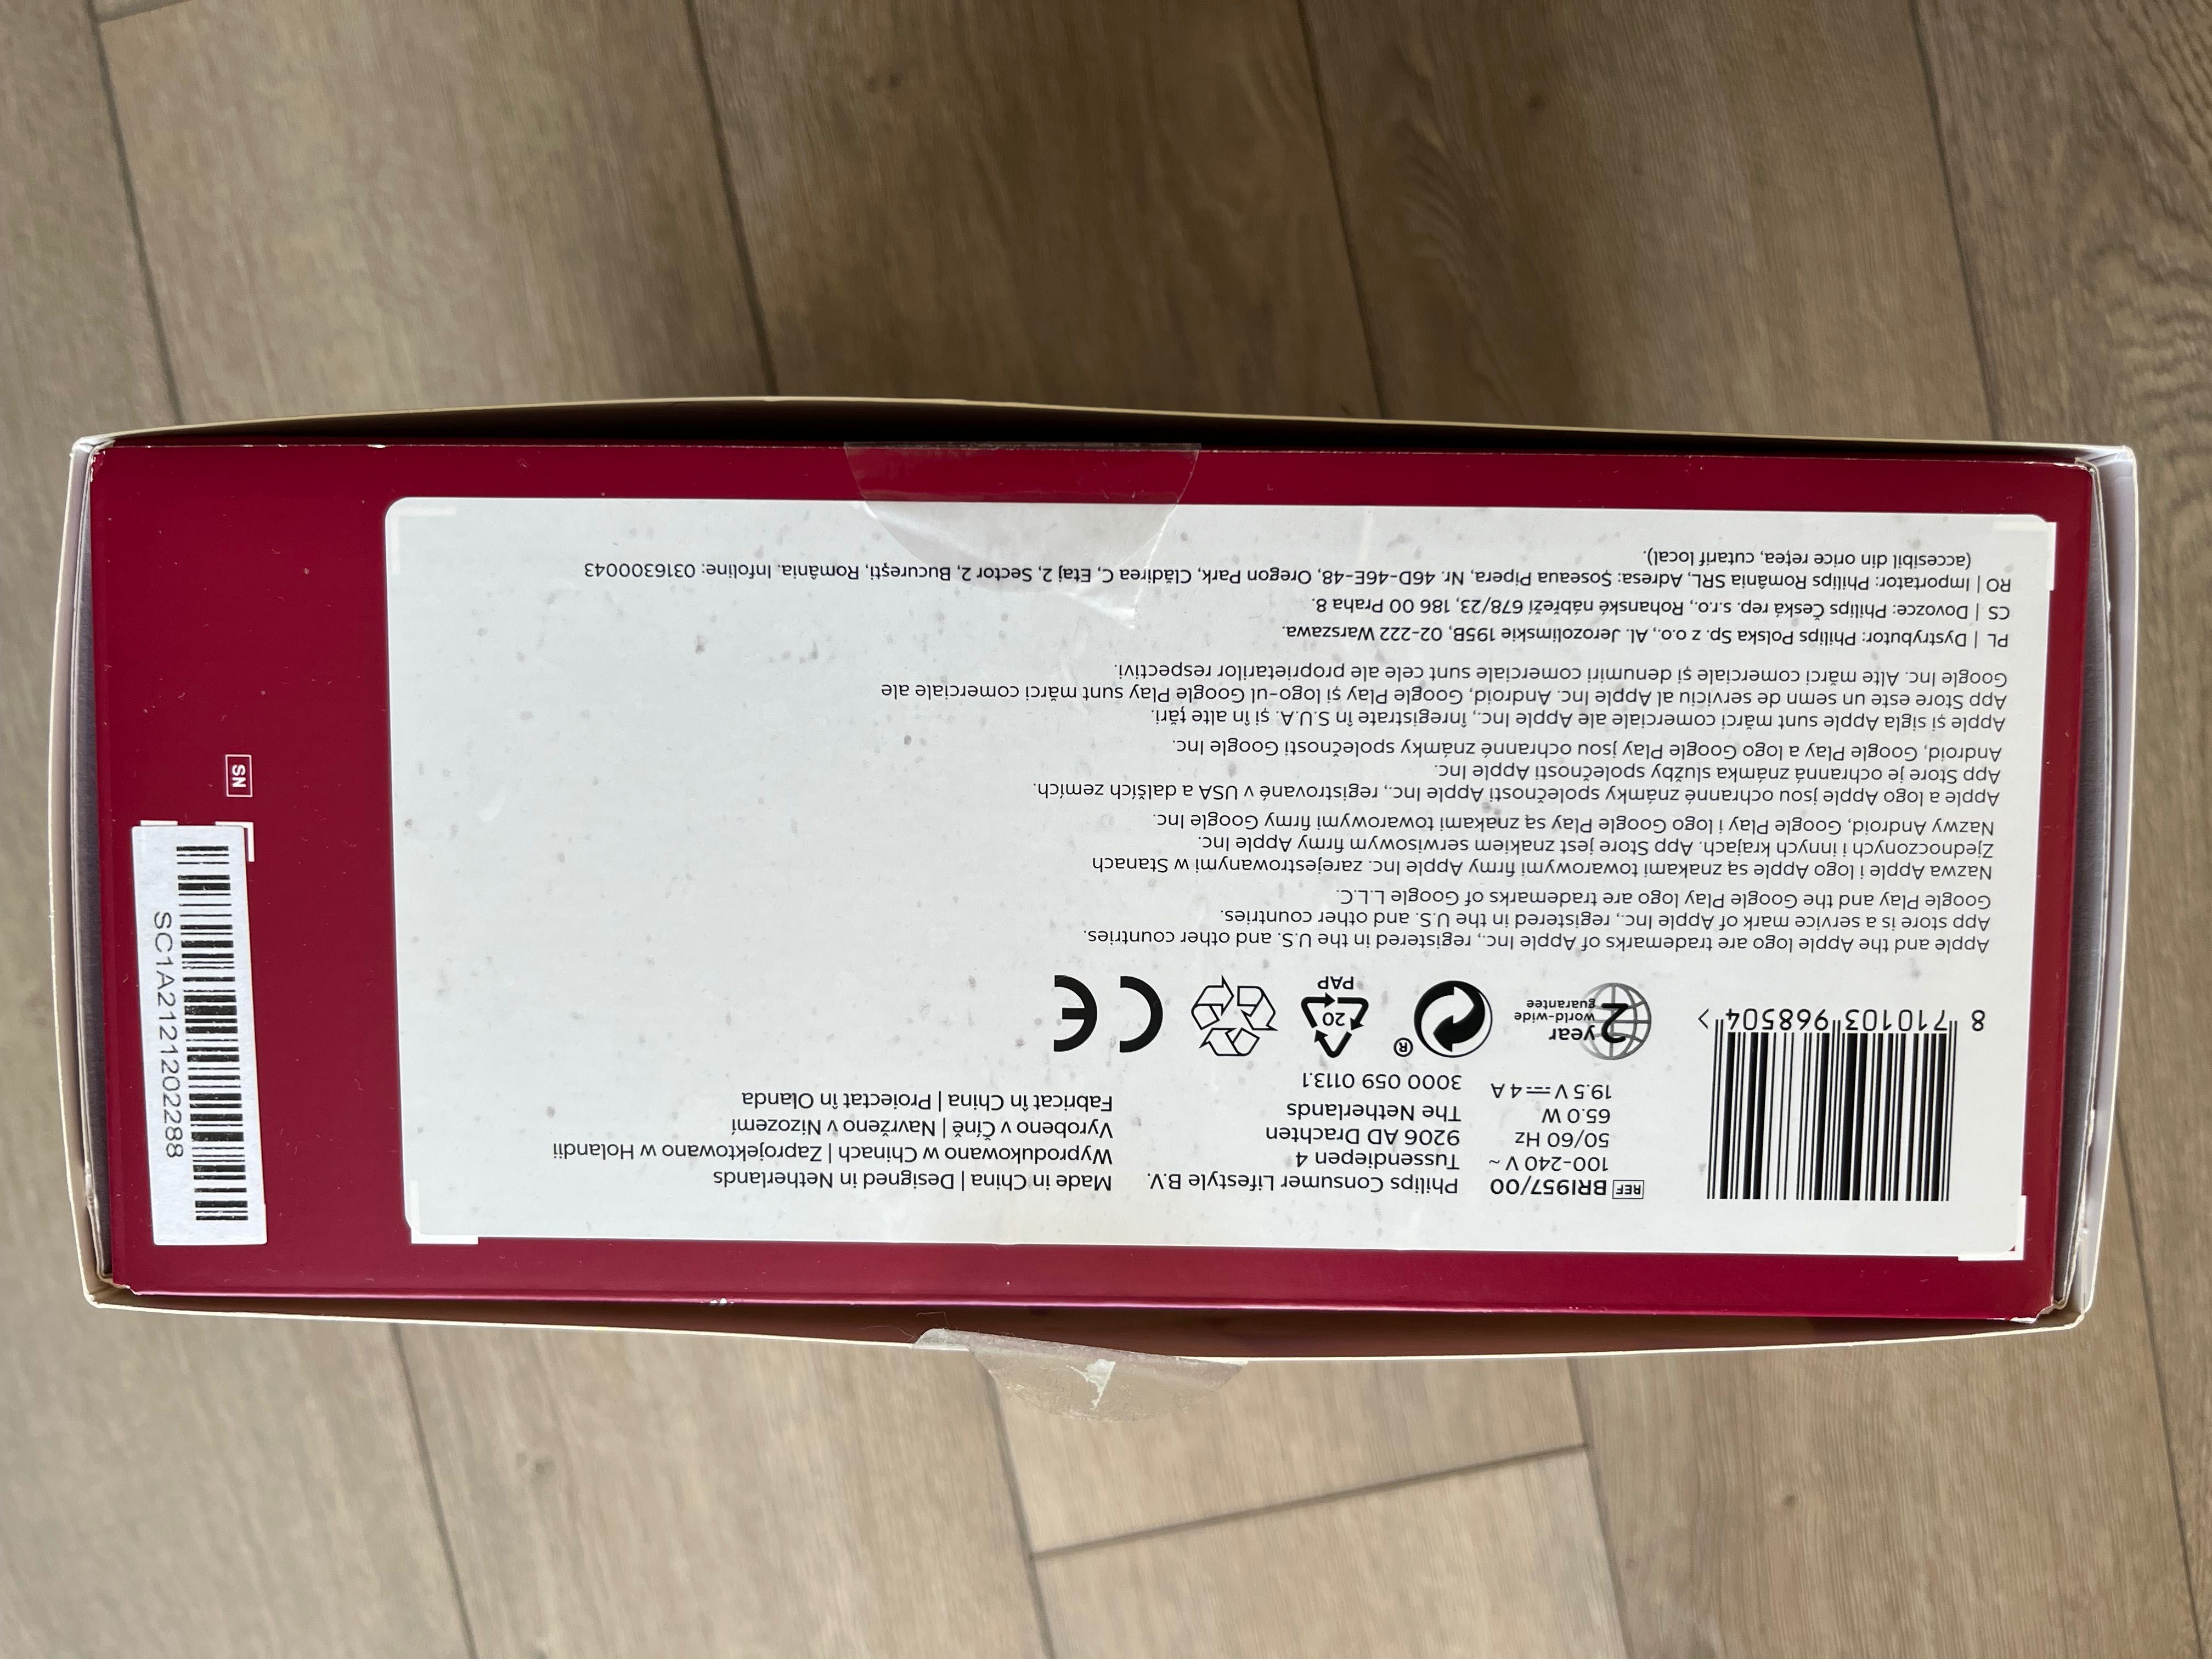 8 710103 968504 >
REF BRI957/00
100-240 V ~
50/60 Hz
65.0 W
19.5 V ⎓ 4 A
Philips Consumer Lifestyle B.V.
Tussendiepen 4
9206 AD Drachten
The Netherlands
3000 059 0113.1
Made in China | Designed in Netherlands
Wyprodukowano w Chinach | Zaprojektowano w Holandii
Vyrobeno v Číně | Navrženo v Nizozemí
Fabricat în China | Proiectat în Olanda
2 year
world-wide
guarantee
®
20
PAP
CE
Apple and the Apple logo are trademarks of Apple Inc., registered in the U.S. and other countries.
App store is a service mark of Apple Inc., registered in the U.S. and other countries.
Google Play and the Google Play logo are trademarks of Google L.L.C.
Nazwa Apple i logo Apple są znakami towarowymi firmy Apple Inc. zarejestrowanymi w Stanach
Zjednoczonych i innych krajach. App Store jest znakiem serwisowym firmy Apple Inc.
Nazwy Android, Google Play i logo Google Play są znakami towarowymi firmy Google Inc.
Apple a logo Apple jsou ochranné známky společnosti Apple Inc., registrované v USA a dalších zemích.
App Store je ochranná známka služby společnosti Apple Inc.
Android, Google Play a logo Google Play jsou ochranné známky společnosti Google Inc.
Apple și sigla Apple sunt mărci comerciale ale Apple Inc., înregistrate în S.U.A. și în alte țări.
App Store este un semn de serviciu al Apple Inc. Android, Google Play și logo-ul Google Play sunt mărci comerciale ale
Google Inc. Alte mărci comerciale și denumiri comerciale sunt cele ale proprietarilor respectivi.
PL | Dystrybutor: Philips Polska Sp. z o.o., Al. Jerozolimskie 195B, 02-222 Warszawa.
CS | Dovozce: Philips Česká rep. s.r.o., Rohanské nábřeží 678/23, 186 00 Praha 8.
RO | Importator: Philips România SRL, Adresa: Șoseaua Pipera, Nr. 46D-46E-48, Oregon Park, Clădirea C, Etaj 2, Sector 2, București, România. Infoline: 0316300043
(accesibil din orice rețea, cu tarif local).
SN
SC1A2121202288